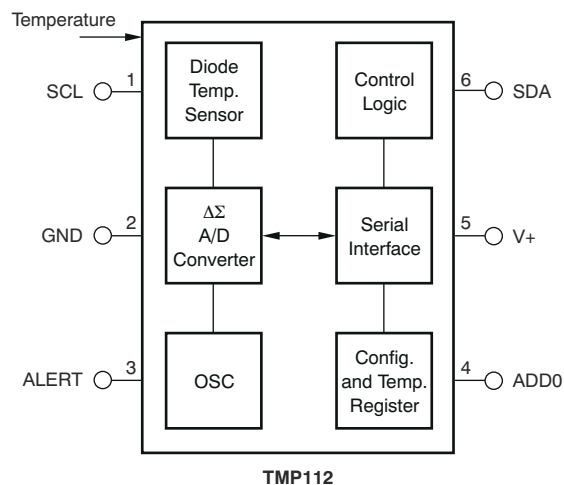 Temperature
1
SCL
Diode
Temp.
Sensor
Control
Logic
6
SDA
2
GND
ΔΣ
A/D
Converter
Serial
Interface
5
V+
3
ALERT
OSC
Config.
and Temp.
Register
4
ADD0
TMP112